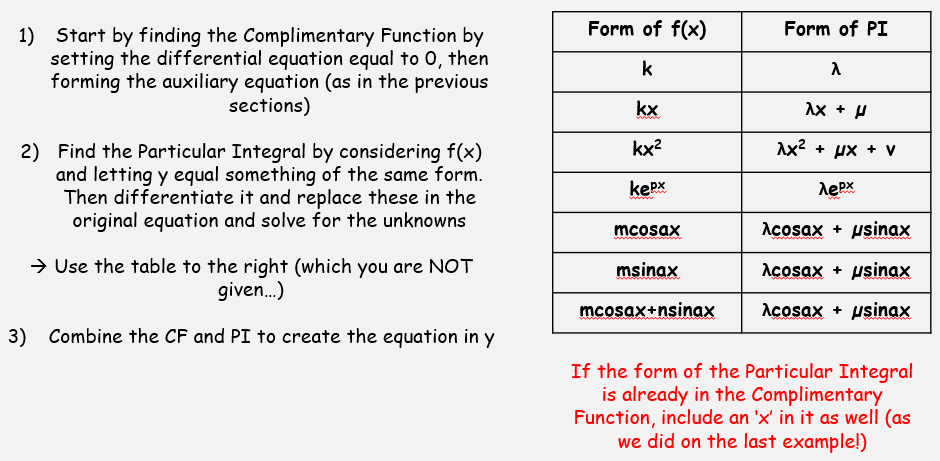 1) Start by finding the Complimentary Function by
setting the differential equation equal to 0, then
forming the auxiliary equation (as in the previous
sections)
2) Find the Particular Integral by considering f(x)
and letting y equal something of the same form.
Then differentiate it and replace these in the
original equation and solve for the unknowns
→ Use the table to the right (which you are NOT
given…)
3) Combine the CF and PI to create the equation in y
Form of f(x) Form of PI
k λ
kx λx + μ
kx² λx² + μx + ν
keᵖˣ λeᵖˣ
mcosax λcosax + μsinax
msinax λcosax + μsinax
mcosax+nsinax λcosax + μsinax
If the form of the Particular Integral
is already in the Complimentary
Function, include an ‘x’ in it as well (as
we did on the last example!)